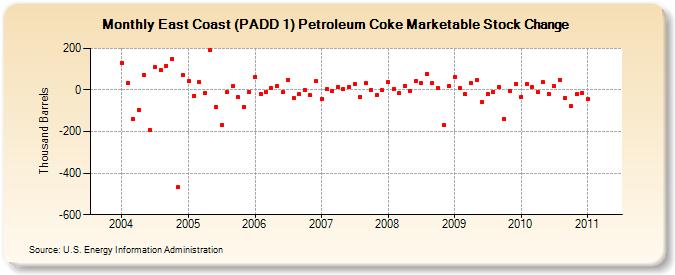 Monthly East Coast (PADD 1) Petroleum Coke Marketable Stock Change
Thousand Barrels
200
0
-200
-400
-600
2004 2005 2006 2007 2008 2009 2010 2011
Source: U.S. Energy Information Administration